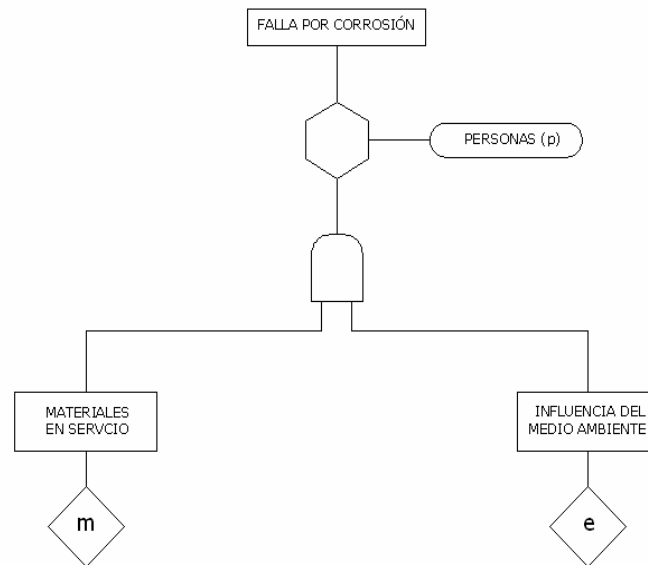 FALLA POR CORROSIÓN
PERSONAS (p)
MATERIALES
EN SERVCIO
INFLUENCIA DEL
MEDIO AMBIENTE
m
e